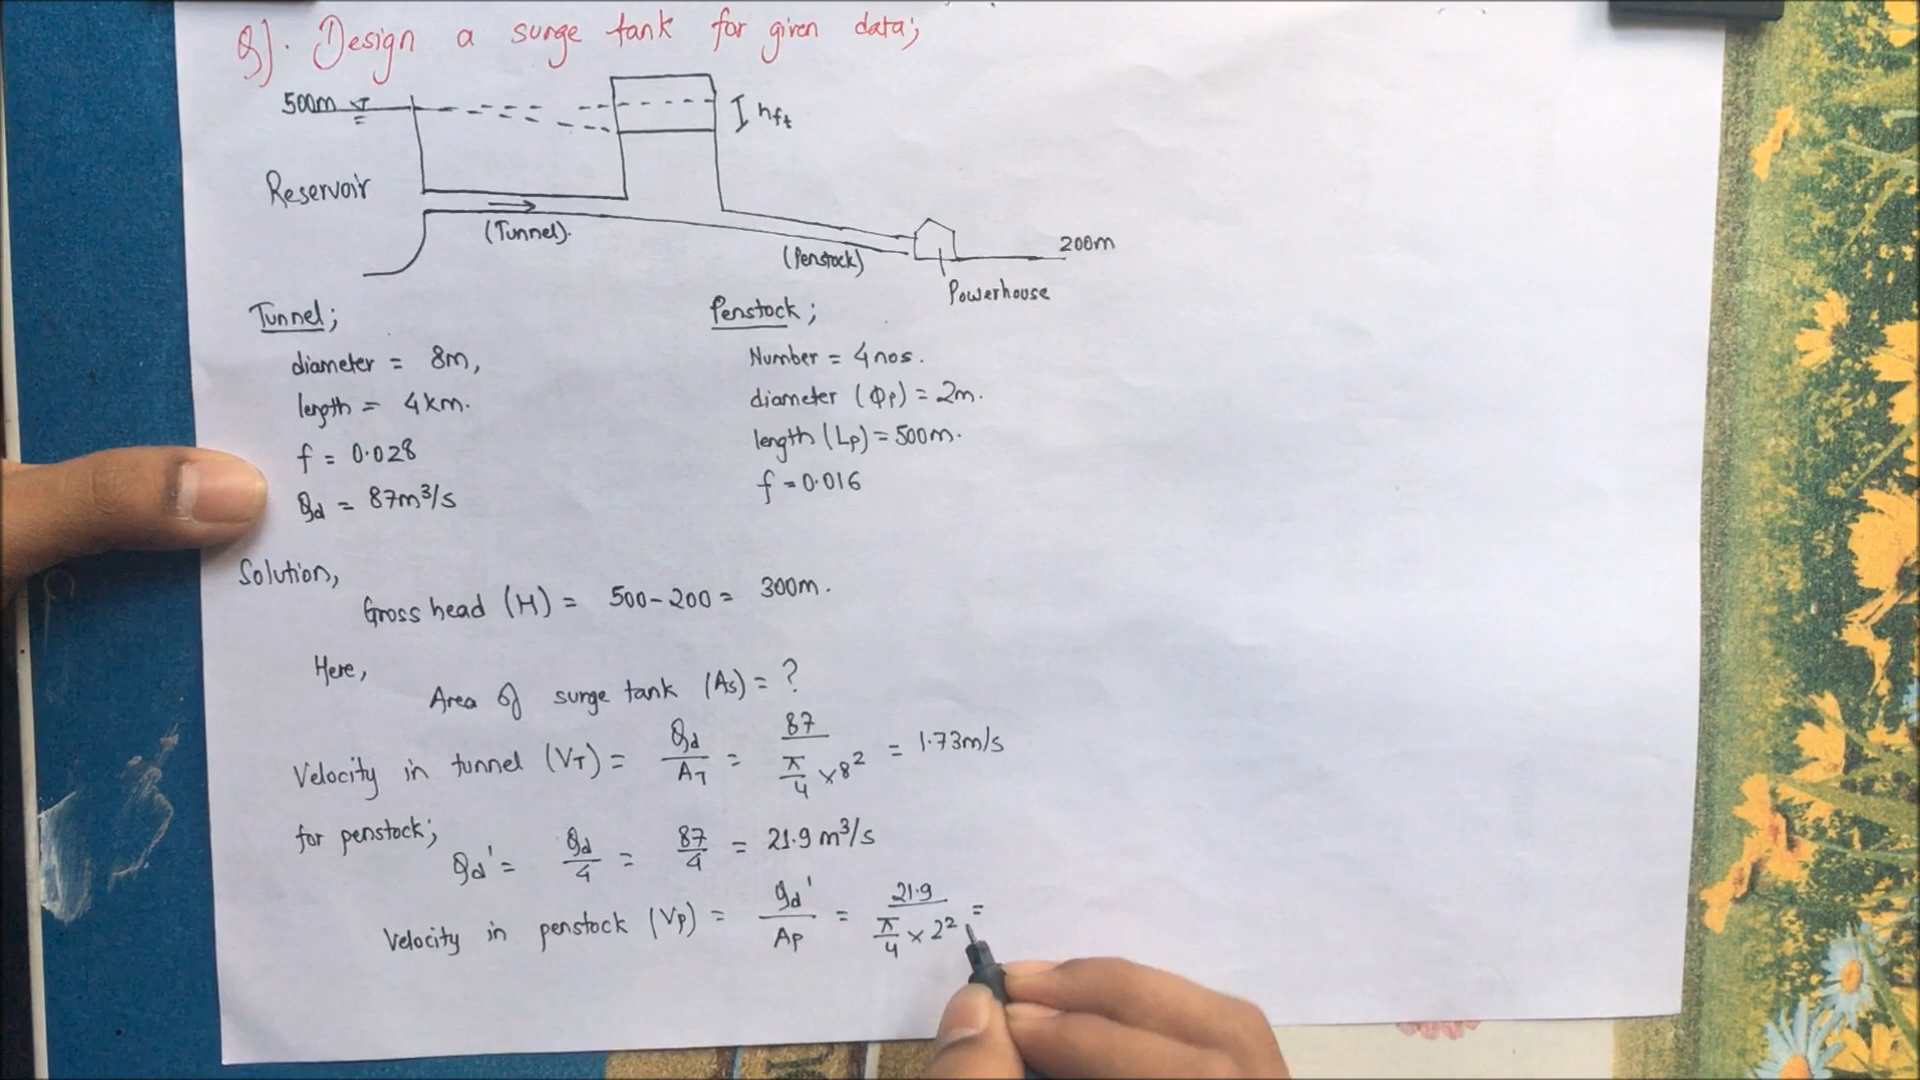 Q). Design a surge tank for given data;
500m
I hft
Reservoir
(Tunnel).
(Penstock)
200m
Powerhouse
Tunnel;
diameter = 8m,
length = 4km.
f = 0.028
Qd = 87m³/s
Penstock;
Number = 4nos.
diameter (Φp) = 2m.
length (Lp) = 500m.
f = 0.016
Solution,
Gross head (H) = 500-200 = 300m.
Here,
Area of surge tank (As) = ?
Velocity in tunnel (VT) = Qd/AT = 87/(π/4 × 8²) = 1.73m/s
for penstock;
Qd' = Qd/4 = 87/4 = 21.9 m³/s
Velocity in penstock (Vp) = Qd'/Ap = 21.9/(π/4 × 2²) =